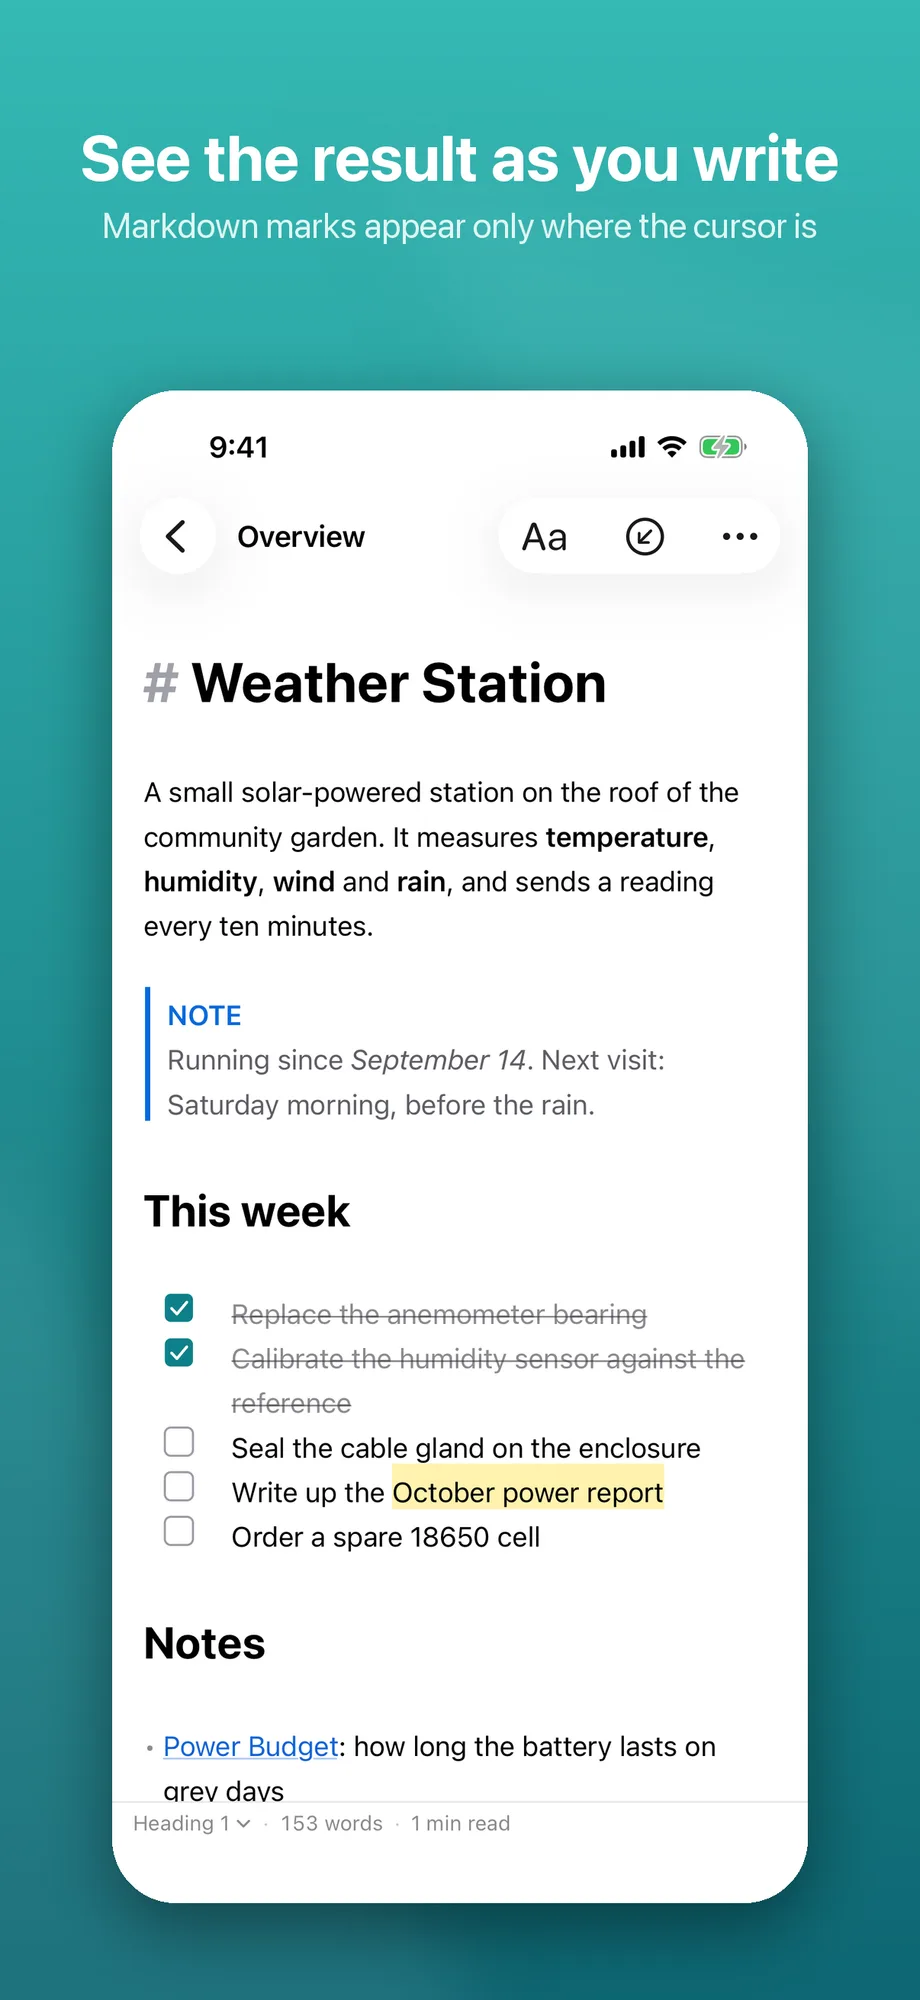 See the result as you write
Markdown marks appear only where the cursor is
9:41
Overview
Aa
# Weather Station
A small solar-powered station on the roof of the
community garden. It measures temperature,
humidity, wind and rain, and sends a reading
every ten minutes.
NOTE
Running since September 14. Next visit:
Saturday morning, before the rain.
This week
Replace the anemometer bearing
Calibrate the humidity sensor against the
reference
Seal the cable gland on the enclosure
Write up the October power report
Order a spare 18650 cell
Notes
• Power Budget: how long the battery lasts on
grey days
Heading 1 · 153 words · 1 min read